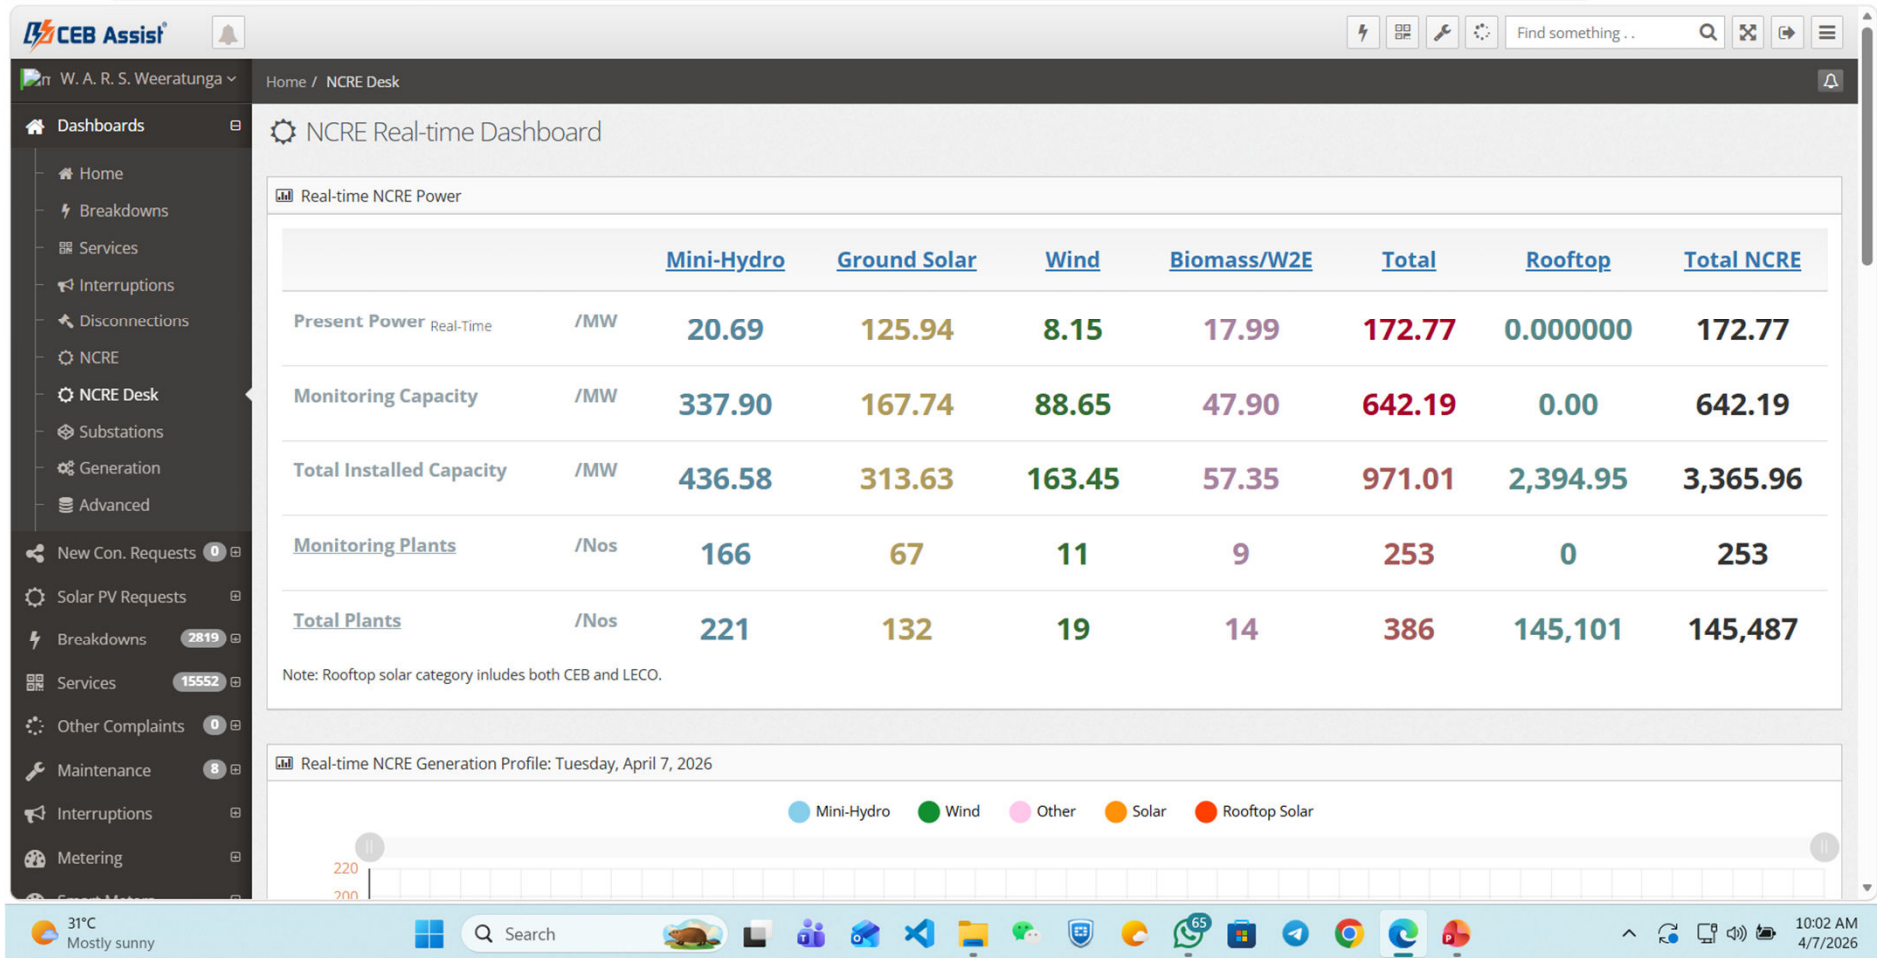 CEB Assist
Find something . .
W. A. R. S. Weeratunga
Home / NCRE Desk
Dashboards
Home
Breakdowns
Services
Interruptions
Disconnections
NCRE
NCRE Desk
Substations
Generation
Advanced
New Con. Requests 0
Solar PV Requests
Breakdowns 2819
Services 15552
Other Complaints 0
Maintenance 8
Interruptions
Metering
NCRE Real-time Dashboard
Real-time NCRE Power
Mini-Hydro Ground Solar Wind Biomass/W2E Total Rooftop Total NCRE
Present Power Real-Time /MW 20.69 125.94 8.15 17.99 172.77 0.000000 172.77
Monitoring Capacity /MW 337.90 167.74 88.65 47.90 642.19 0.00 642.19
Total Installed Capacity /MW 436.58 313.63 163.45 57.35 971.01 2,394.95 3,365.96
Monitoring Plants /Nos 166 67 11 9 253 0 253
Total Plants /Nos 221 132 19 14 386 145,101 145,487
Note: Rooftop solar category inludes both CEB and LECO.
Real-time NCRE Generation Profile: Tuesday, April 7, 2026
Mini-Hydro Wind Other Solar Rooftop Solar
220
200
31°C
Mostly sunny
Search
65
10:02 AM
4/7/2026